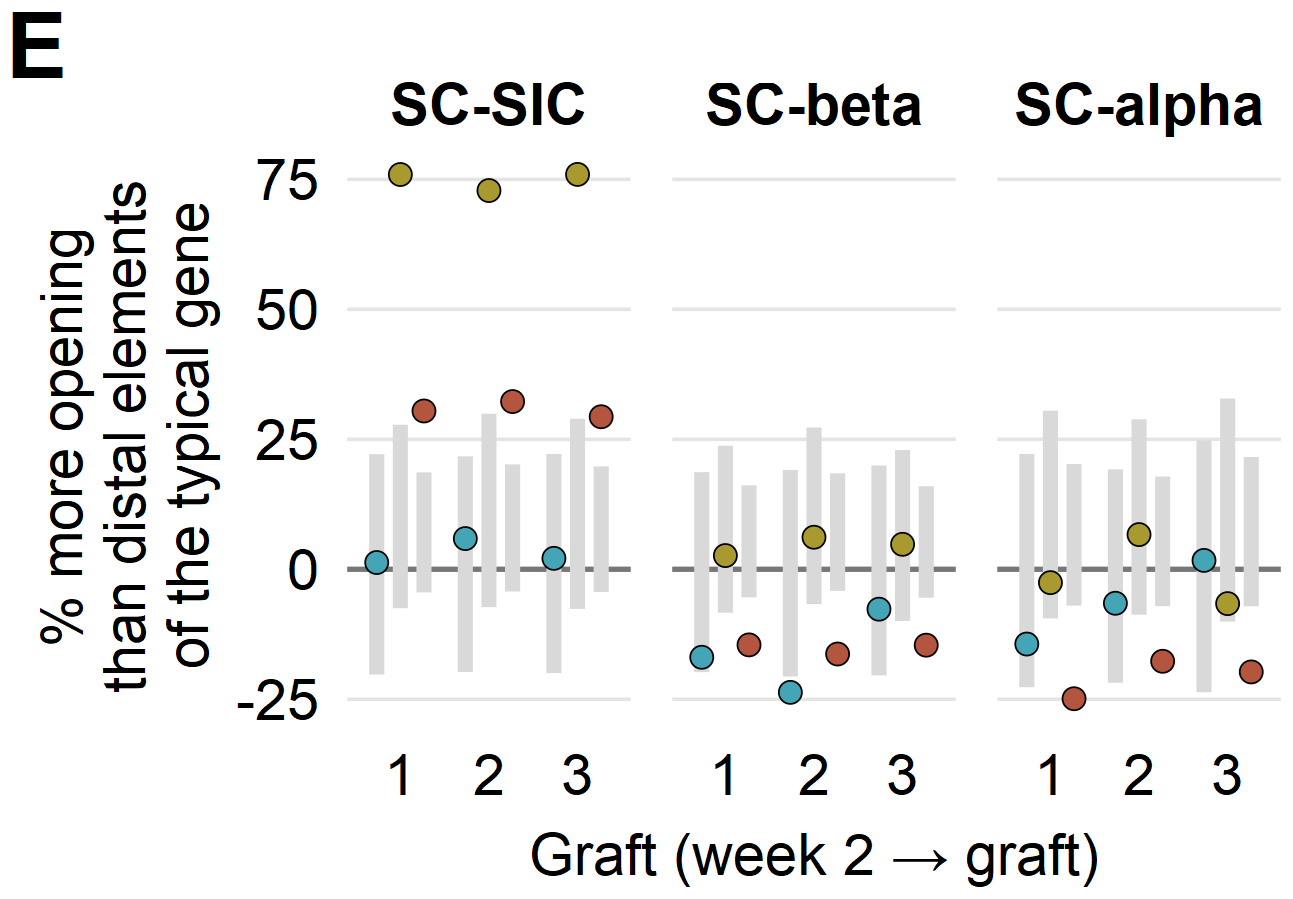 E
SC-SIC SC-beta SC-alpha
% more opening
than distal elements
of the typical gene
75
50
25
0
-25
1 2 3 1 2 3 1 2 3
Graft (week 2 → graft)